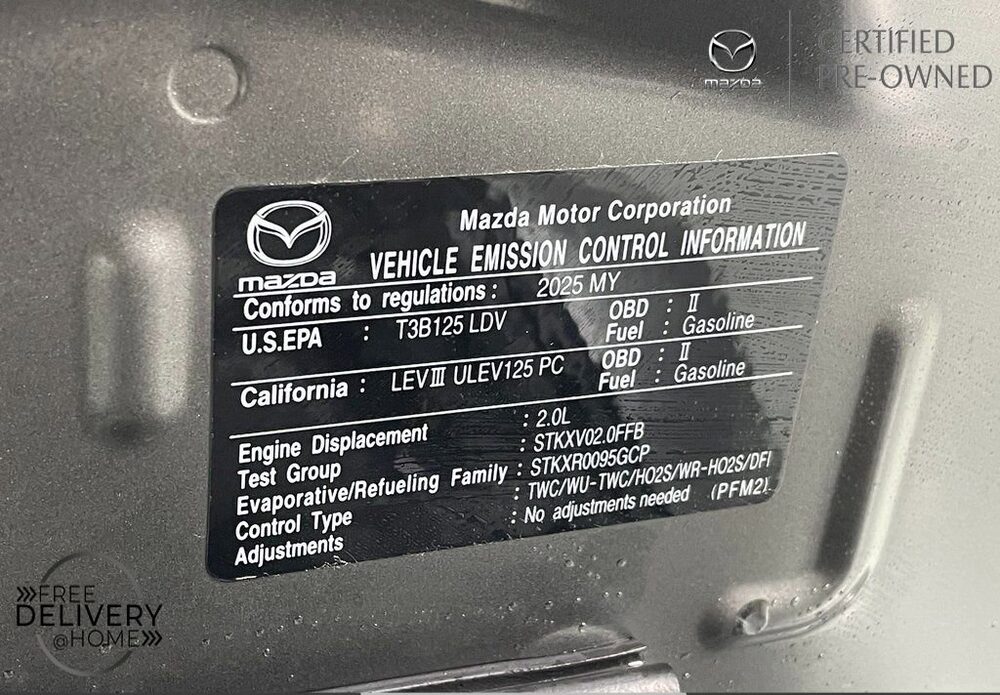 mazda
CERTIFIED
PRE-OWNED
mazda
Mazda Motor Corporation
VEHICLE EMISSION CONTROL INFORMATION
Conforms to regulations : 2025 MY
U.S.EPA : T3B125 LDV OBD : II
Fuel : Gasoline
California : LEVIII ULEV125 PC OBD : II
Fuel : Gasoline
Engine Displacement : 2.0L
Test Group : STKXV02.0FFB
Evaporative/Refueling Family : STKXR0095GCP
Control Type : TWC/WU-TWC/HO2S/WR-HO2S/DFI
Adjustments : No adjustments needed (PFM2)
FREE
DELIVERY
@HOME